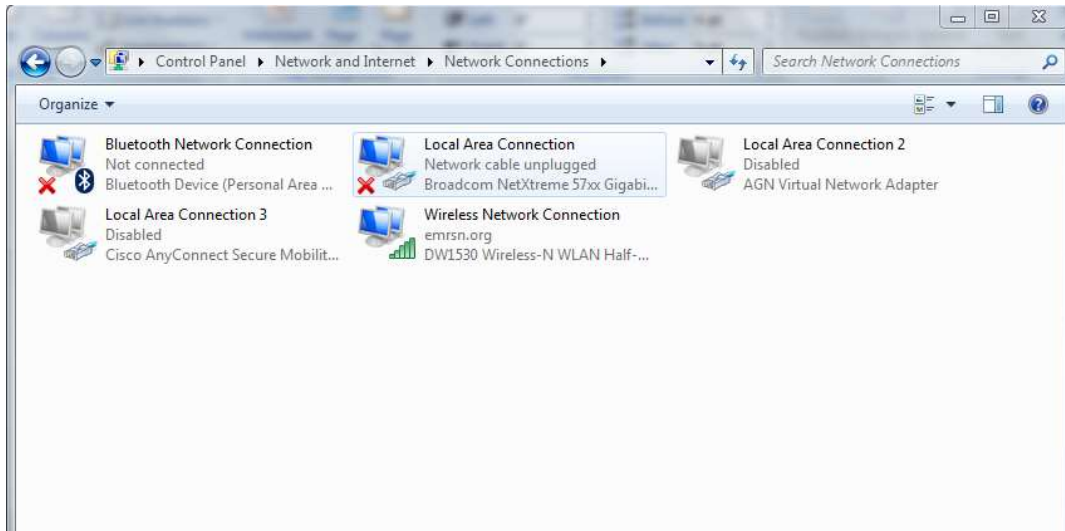 Control Panel ▸ Network and Internet ▸ Network Connections ▸
Search Network Connections
Organize
Bluetooth Network Connection
Not connected
Bluetooth Device (Personal Area ...
Local Area Connection
Network cable unplugged
Broadcom NetXtreme 57xx Gigabi...
Local Area Connection 2
Disabled
AGN Virtual Network Adapter
Local Area Connection 3
Disabled
Cisco AnyConnect Secure Mobilit...
Wireless Network Connection
emrsn.org
DW1530 Wireless-N WLAN Half-...